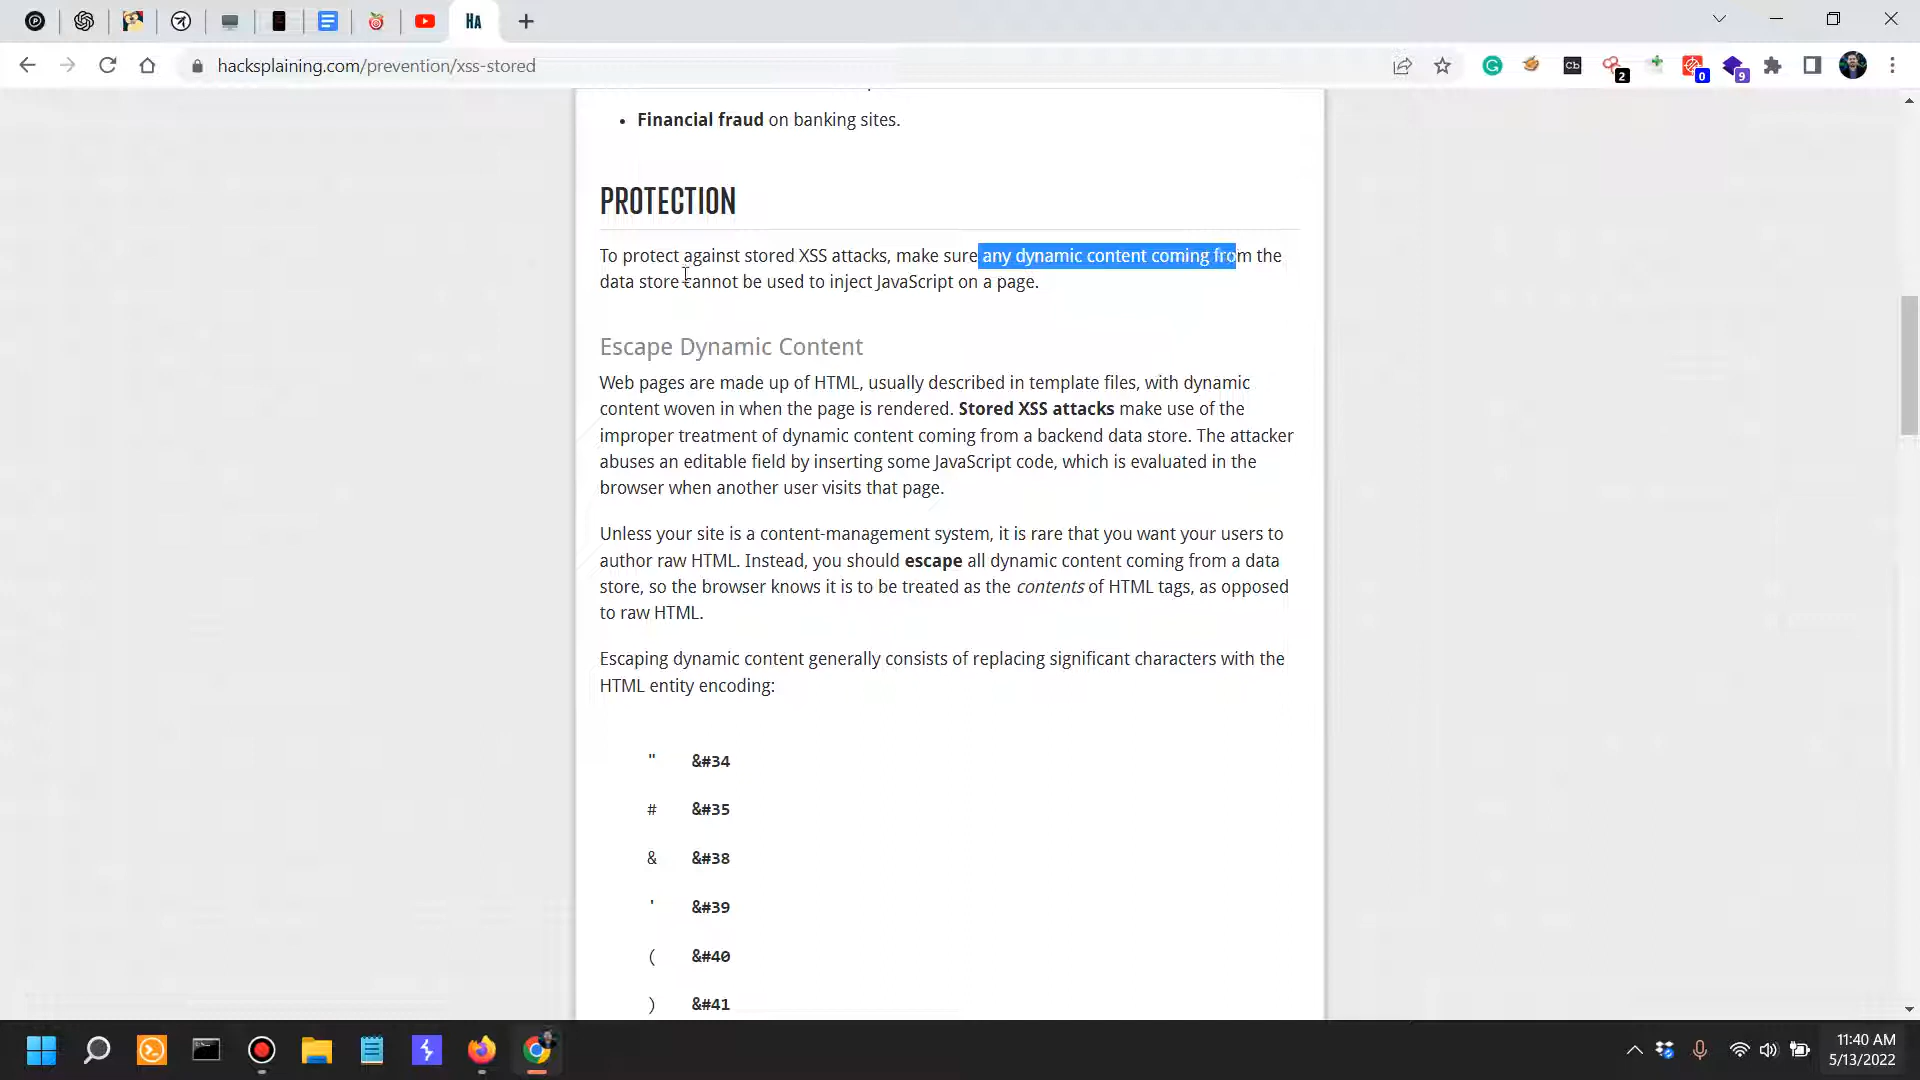 HA
hacksplaining.com/prevention/xss-stored
Cb
2
0
9
• Financial fraud on banking sites.
PROTECTION
To protect against stored XSS attacks, make sure any dynamic content coming from the
data store cannot be used to inject JavaScript on a page.
Escape Dynamic Content
Web pages are made up of HTML, usually described in template files, with dynamic
content woven in when the page is rendered. Stored XSS attacks make use of the
improper treatment of dynamic content coming from a backend data store. The attacker
abuses an editable field by inserting some JavaScript code, which is evaluated in the
browser when another user visits that page.
Unless your site is a content-management system, it is rare that you want your users to
author raw HTML. Instead, you should escape all dynamic content coming from a data
store, so the browser knows it is to be treated as the contents of HTML tags, as opposed
to raw HTML.
Escaping dynamic content generally consists of replacing significant characters with the
HTML entity encoding:
" &#34
# &#35
& &#38
' &#39
( &#40
) &#41
11:40 AM
5/13/2022